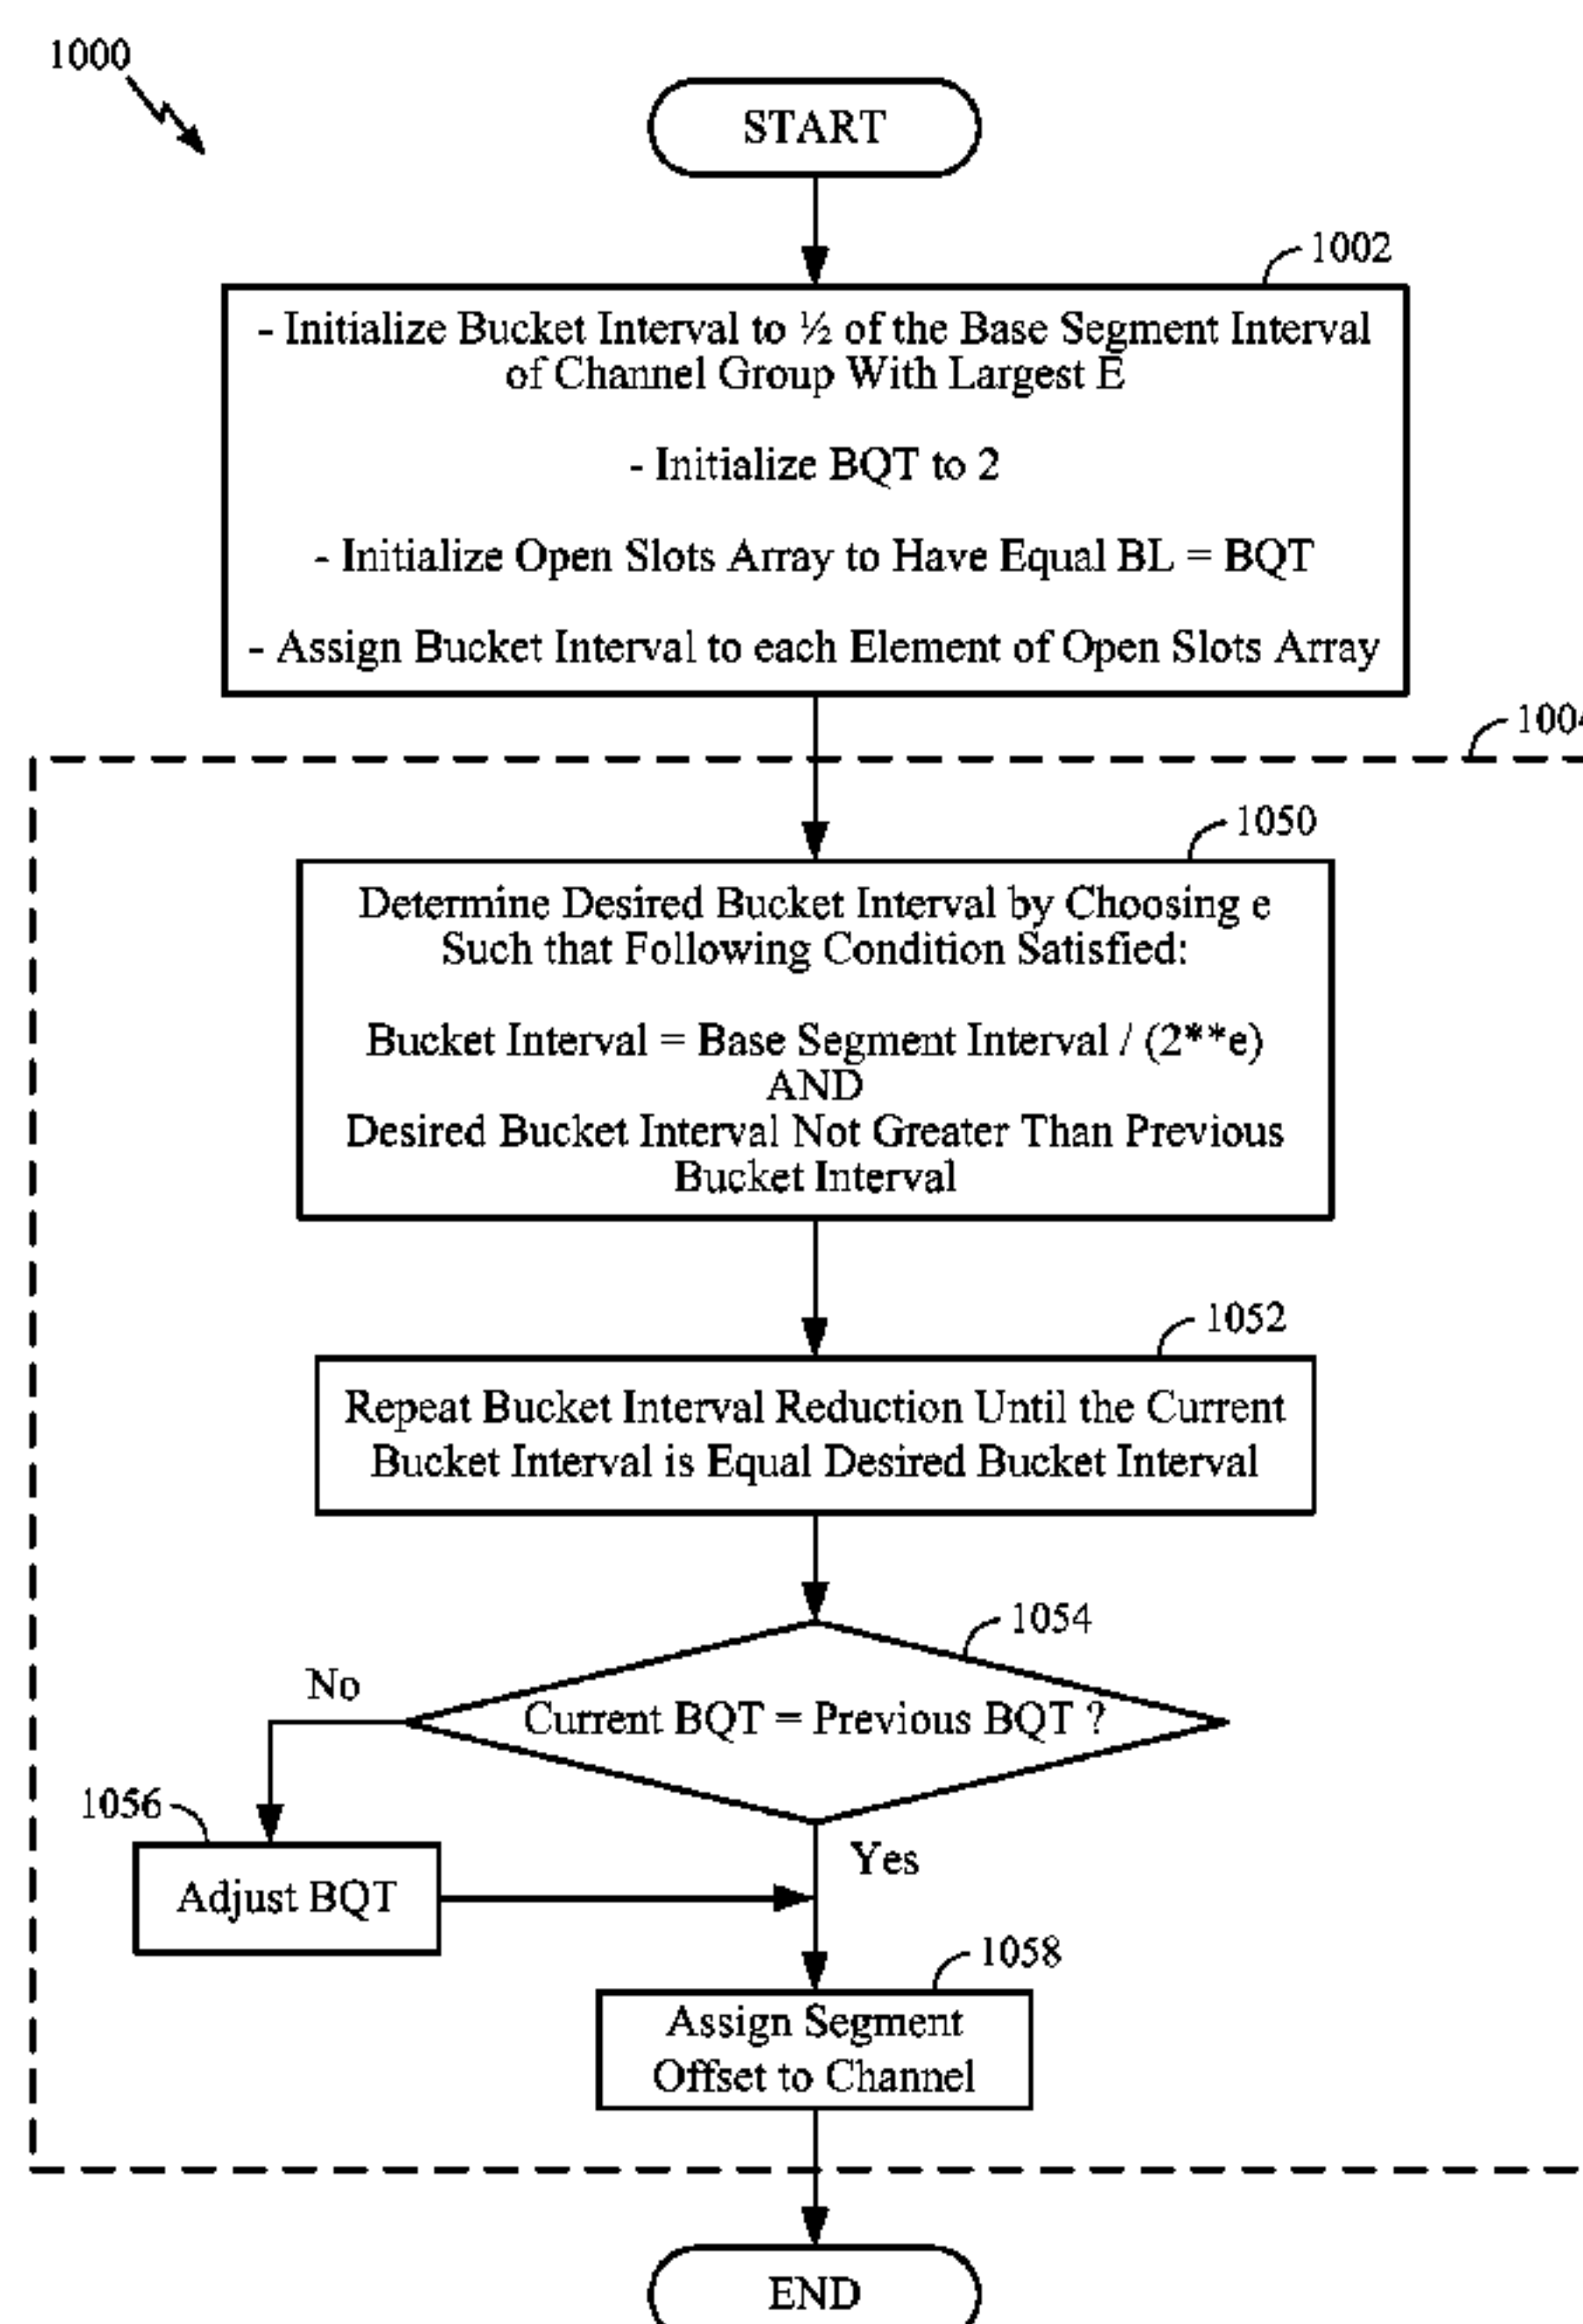 1000
START
1002
- Initialize Bucket Interval to ½ of the Base Segment Interval
of Channel Group With Largest E
- Initialize BQT to 2
- Initialize Open Slots Array to Have Equal BL = BQT
- Assign Bucket Interval to each Element of Open Slots Array
1050
Determine Desired Bucket Interval by Choosing e
Such that Following Condition Satisfied:
Bucket Interval = Base Segment Interval / (2**e)
AND
Desired Bucket Interval Not Greater Than Previous
Bucket Interval
1052
Repeat Bucket Interval Reduction Until the Current
Bucket Interval is Equal Desired Bucket Interval
1054
No
Current BQT = Previous BQT ?
1056
Yes
Adjust BQT
1058
Assign Segment
Offset to Channel
END